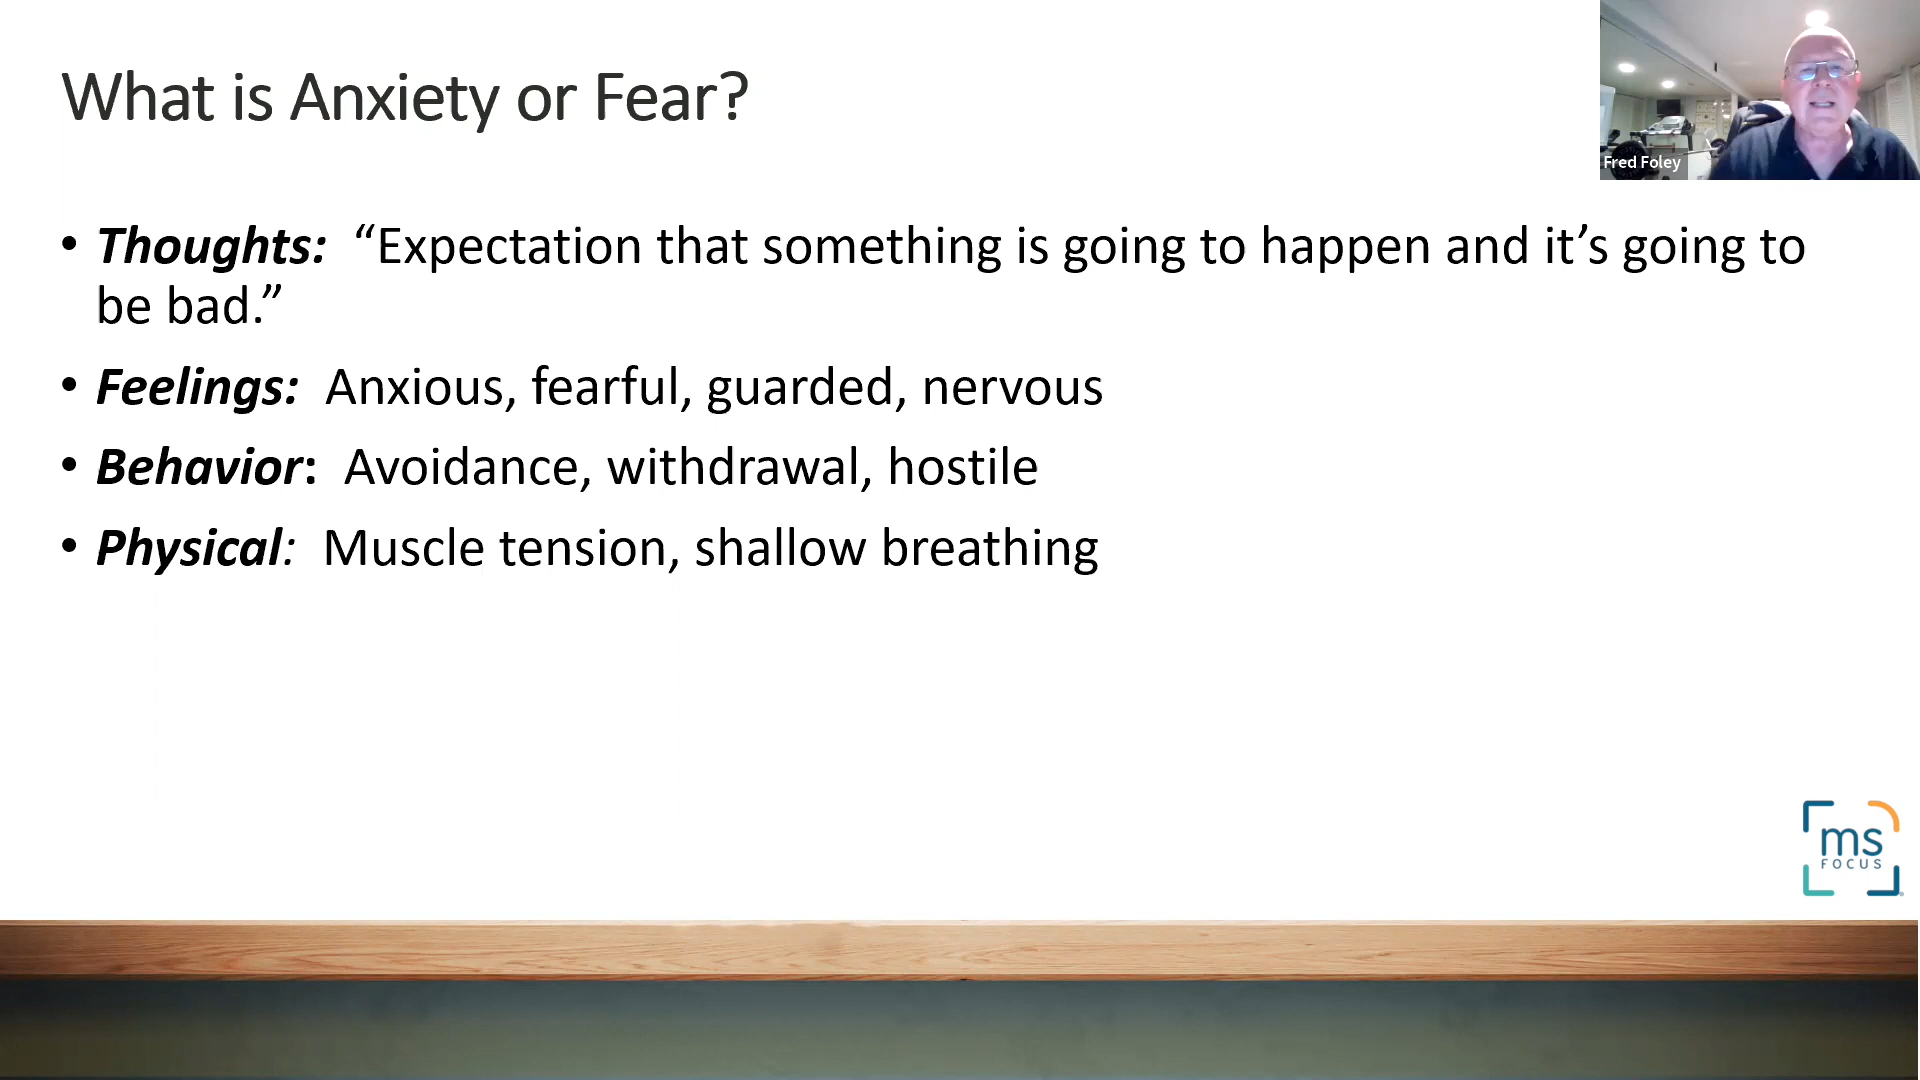 What is Anxiety or Fear?
Fred Foley
• Thoughts:  “Expectation that something is going to happen and it’s going to
be bad.”
• Feelings:  Anxious, fearful, guarded, nervous
• Behavior:  Avoidance, withdrawal, hostile
• Physical:  Muscle tension, shallow breathing
ms
FOCUS